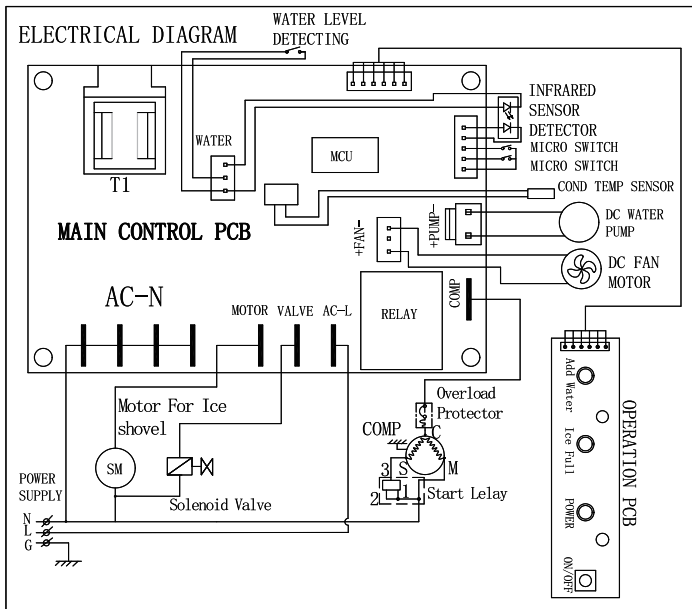 ELECTRICAL DIAGRAM
WATER LEVEL
DETECTING
T1
WATER
MCU
INFRARED
SENSOR
DETECTOR
MICRO SWITCH
MICRO SWITCH
COND TEMP SENSOR
MAIN CONTROL PCB
+FAN-
+PUMP-
DC WATER
PUMP
DC FAN
MOTOR
AC-N
MOTOR
VALVE
AC-L
RELAY
COMP
Motor For Ice
shovel
SM
Solenoid Valve
Overload
Protector
COMP
C
S
M
3
2
1
Start Lelay
POWER
SUPPLY
N
L
G
Add Water
Ice Full
POWER
ON/OFF
OPERATION PCB